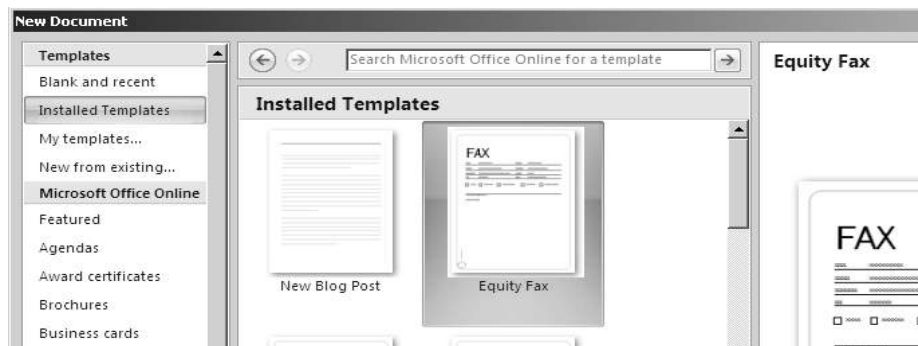 New Document
Templates
Blank and recent
Installed Templates
My templates...
New from existing...
Microsoft Office Online
Featured
Agendas
Award certificates
Brochures
Business cards
Search Microsoft Office Online for a template
Installed Templates
New Blog Post
FAX
Equity Fax
Equity Fax
FAX